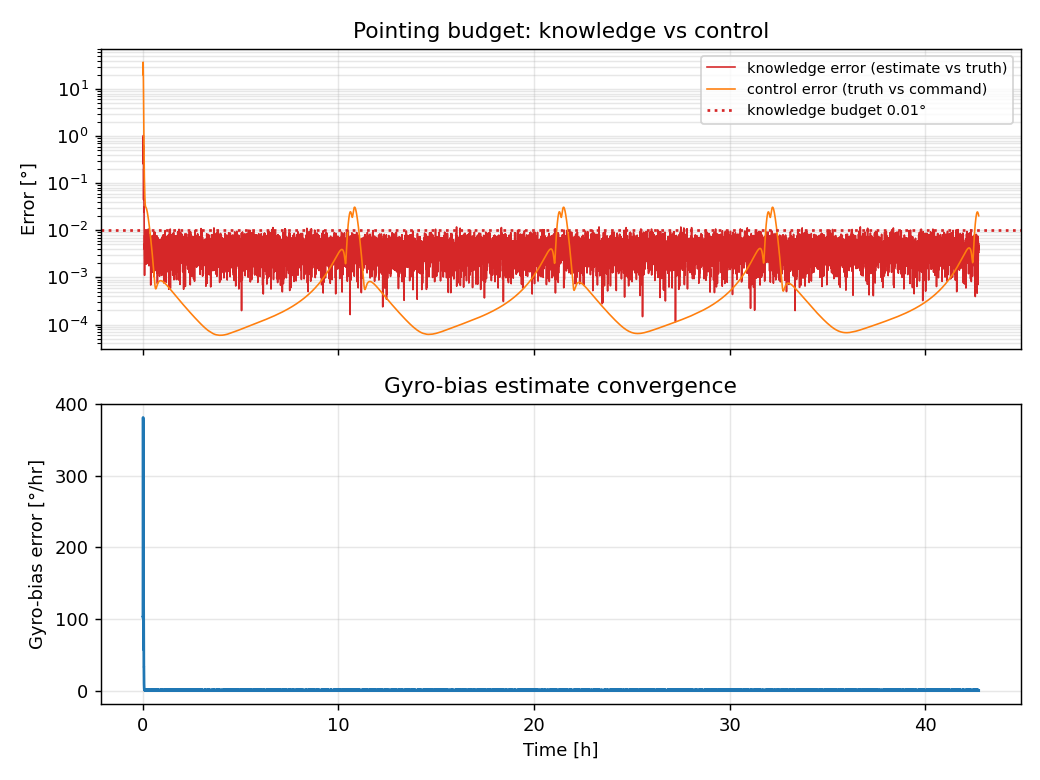 Pointing budget: knowledge vs control
knowledge error (estimate vs truth)
control error (truth vs command)
knowledge budget 0.01°
Error [°]
10¹
10⁰
10⁻¹
10⁻²
10⁻³
10⁻⁴
Gyro-bias estimate convergence
Gyro-bias error [°/hr]
400
300
200
100
0
0 10 20 30 40
Time [h]